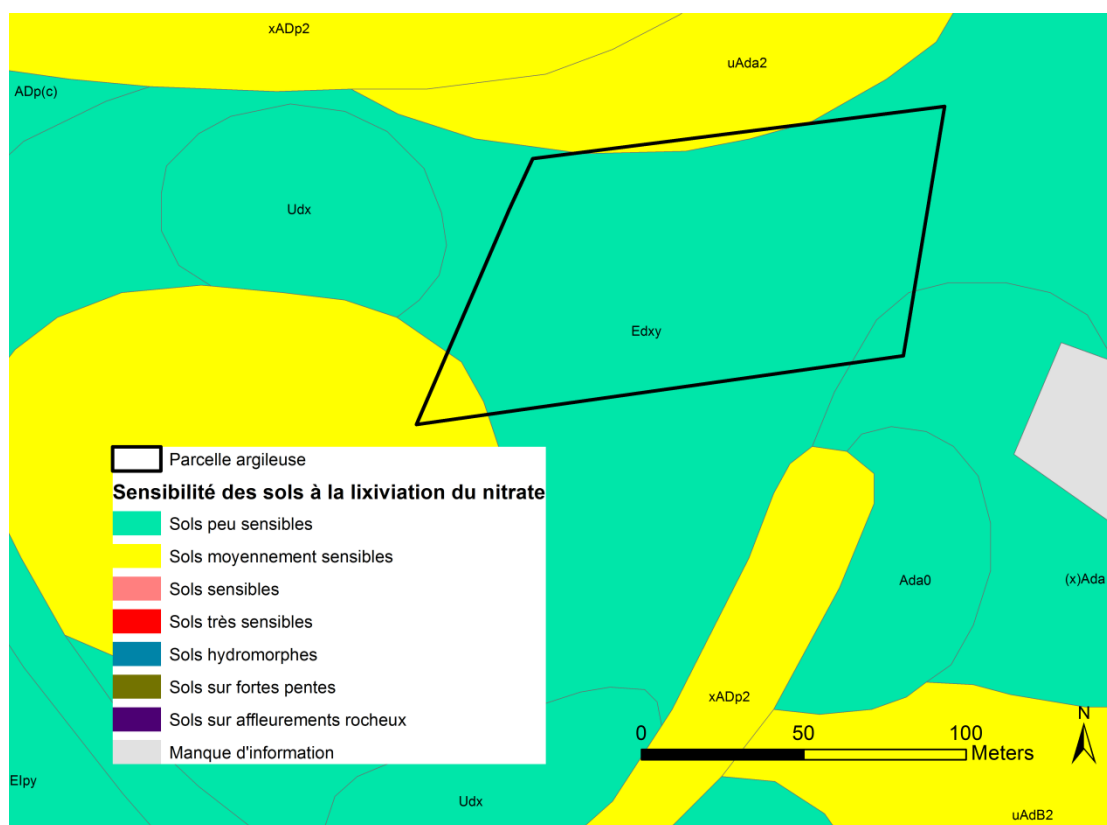 xADp2
uAda2
ADp(c)
Udx
Edxy
Parcelle argileuse
Sensibilité des sols à la lixiviation du nitrate
Sols peu sensibles
Sols moyennement sensibles
Sols sensibles
Sols très sensibles
Sols hydromorphes
Sols sur fortes pentes
Sols sur affleurements rocheux
Manque d'information
Ada0
(x)Ada
xADp2
N
0 50 100
Meters
EIpy
Udx
uAdB2